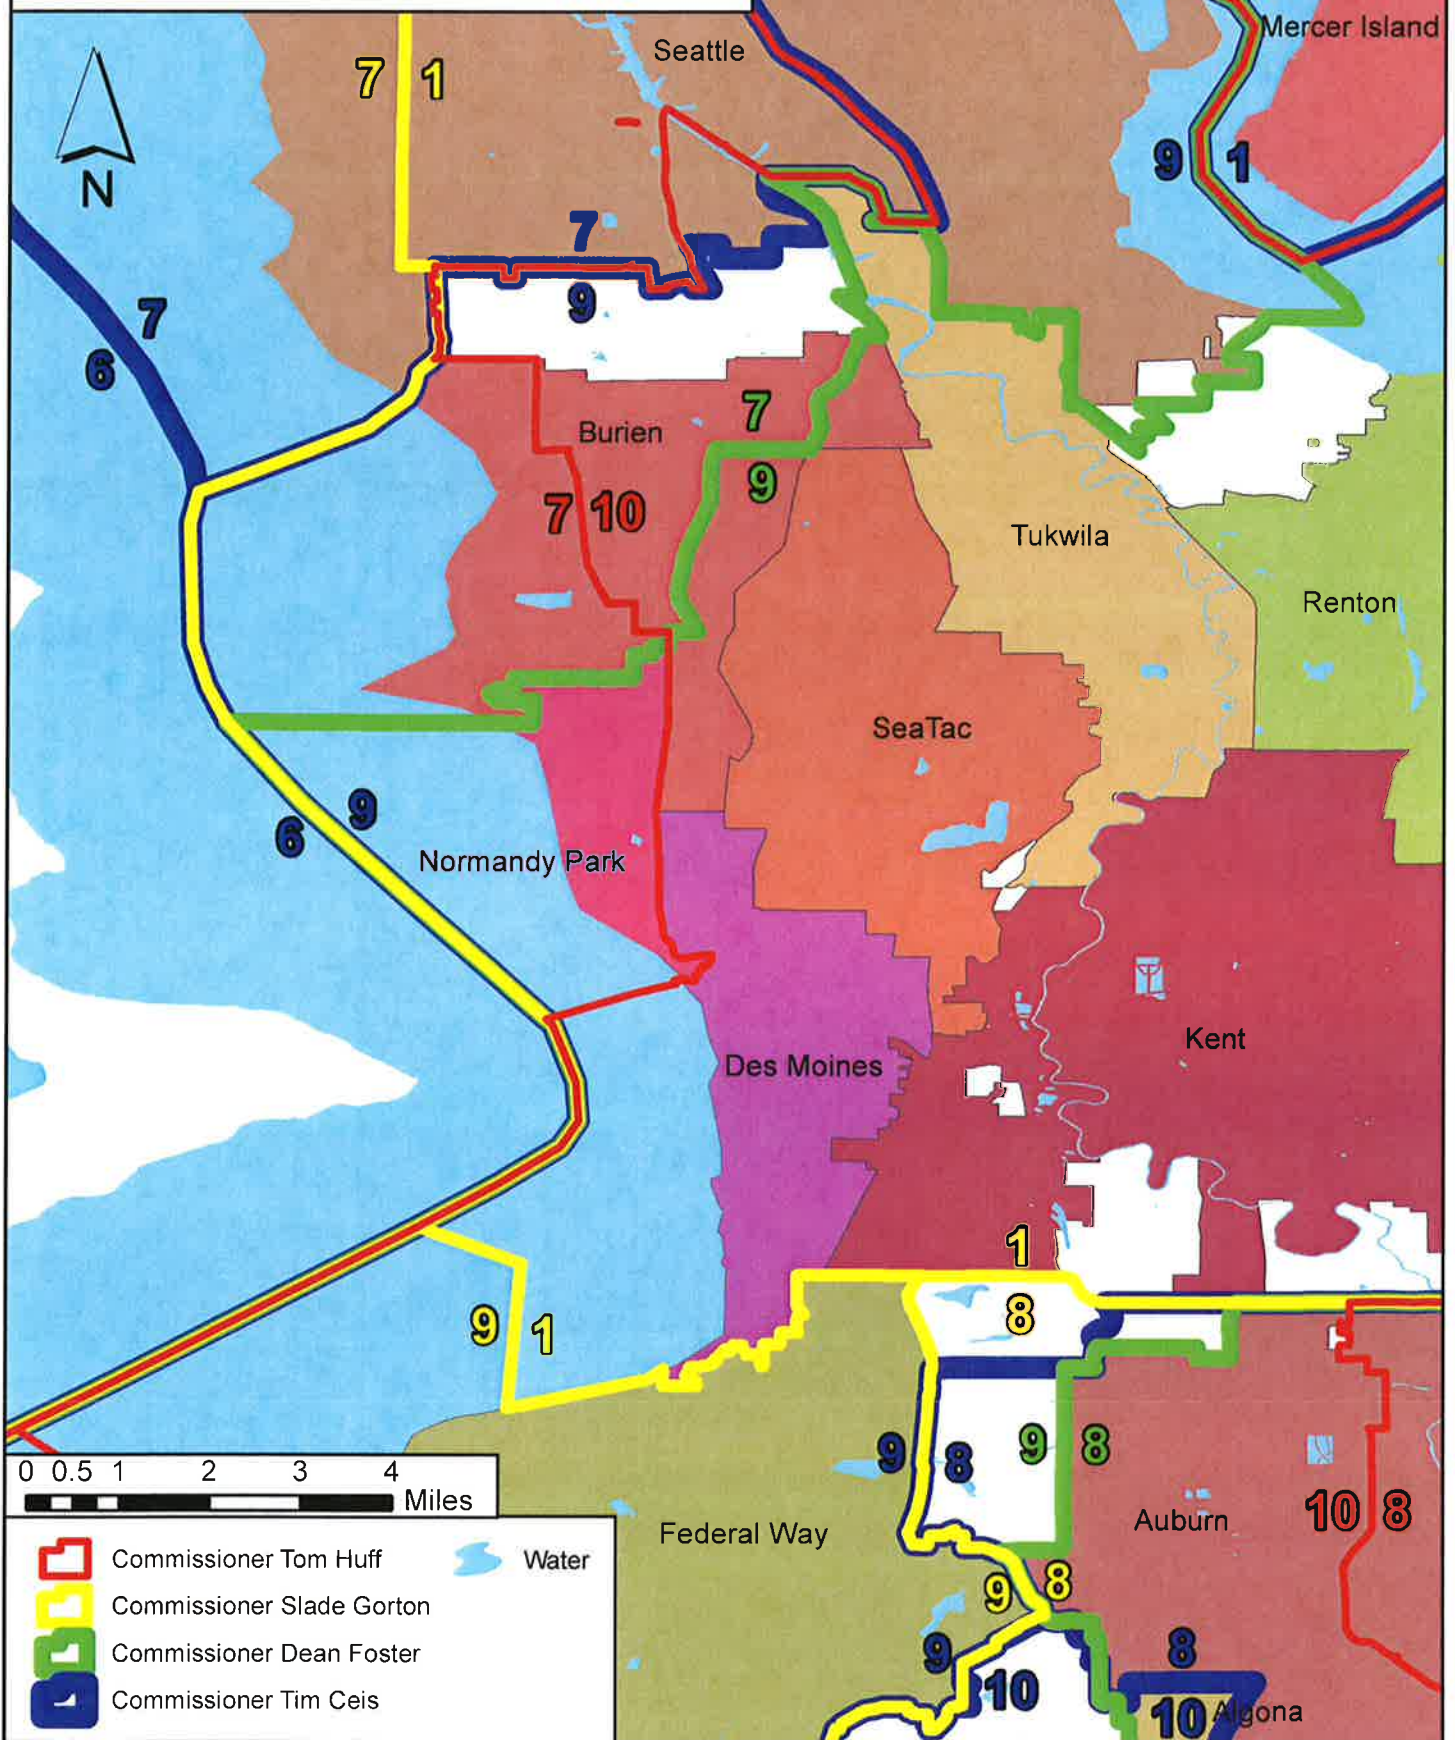 Mercer Island
Seattle
7 1
N
9 1
7
9
7
6
7
9
Burien
7 10
Tukwila
Renton
SeaTac
9
6
Normandy Park
Des Moines
Kent
1
8
9 1
9 8
9 8
10 8
0 0.5 1 2 3 4
Miles
Federal Way
Auburn
9 8
9
10
8
10 Algona
Commissioner Tom Huff
Commissioner Slade Gorton
Commissioner Dean Foster
Commissioner Tim Ceis
Water